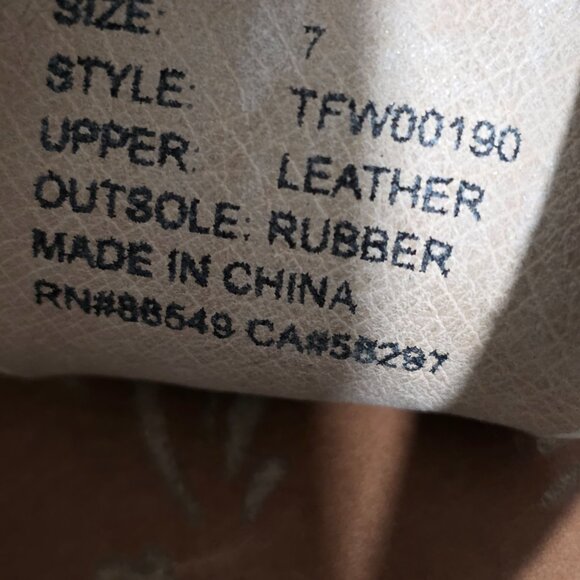 SIZE: 7
STYLE: TFW00190
UPPER: LEATHER
OUTSOLE: RUBBER
MADE IN CHINA
RN#88549 CA#58297